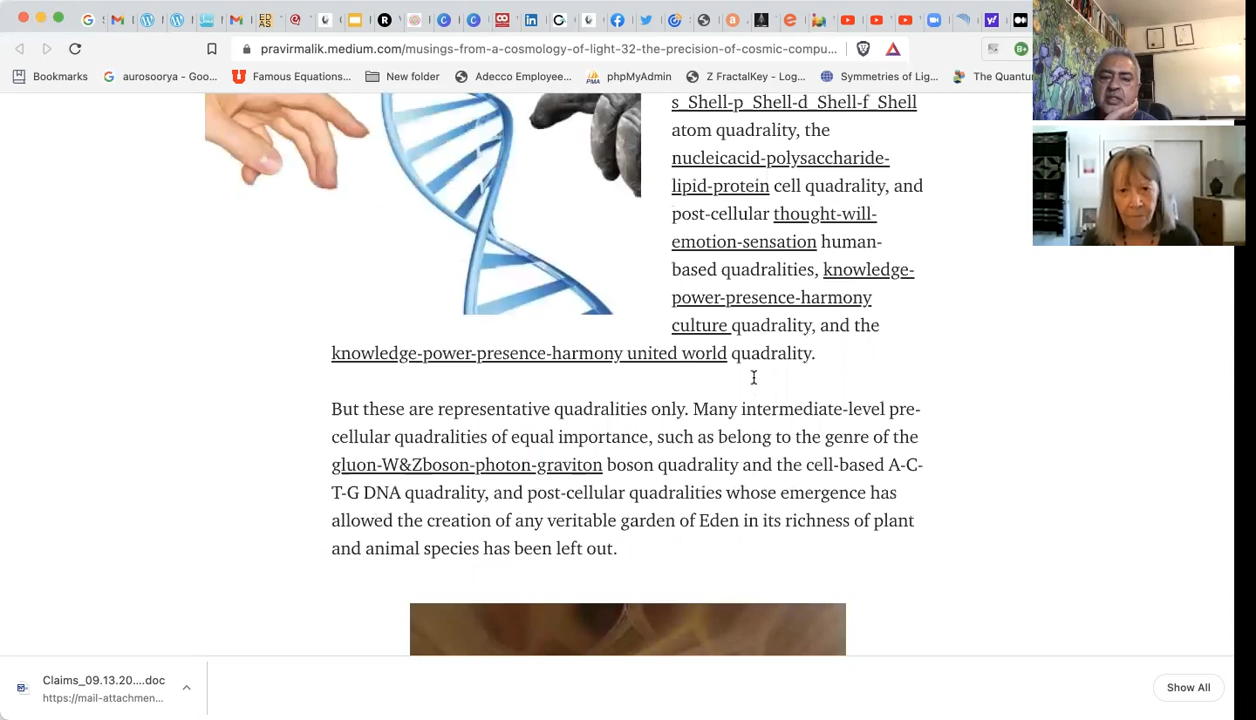 pravirmalik.medium.com/musings-from-a-cosmology-of-light-32-the-precision-of-cosmic-compu...
Bookmarks aurosoorya - Goo... Famous Equations... New folder Adecco Employee... phpMyAdmin Z FractalKey - Log... Symmetries of Lig... The Quantu
s_Shell-p_Shell-d_Shell-f_Shell
atom quadrality, the
nucleicacid-polysaccharide-
lipid-protein cell quadrality, and
post-cellular thought-will-
emotion-sensation human-
based quadralities, knowledge-
power-presence-harmony
culture quadrality, and the
knowledge-power-presence-harmony united world quadrality.
But these are representative quadralities only. Many intermediate-level pre-
cellular quadralities of equal importance, such as belong to the genre of the
gluon-W&Zboson-photon-graviton boson quadrality and the cell-based A-C-
T-G DNA quadrality, and post-cellular quadralities whose emergence has
allowed the creation of any veritable garden of Eden in its richness of plant
and animal species has been left out.
Claims_09.13.20....doc
https://mail-attachmen...
Show All